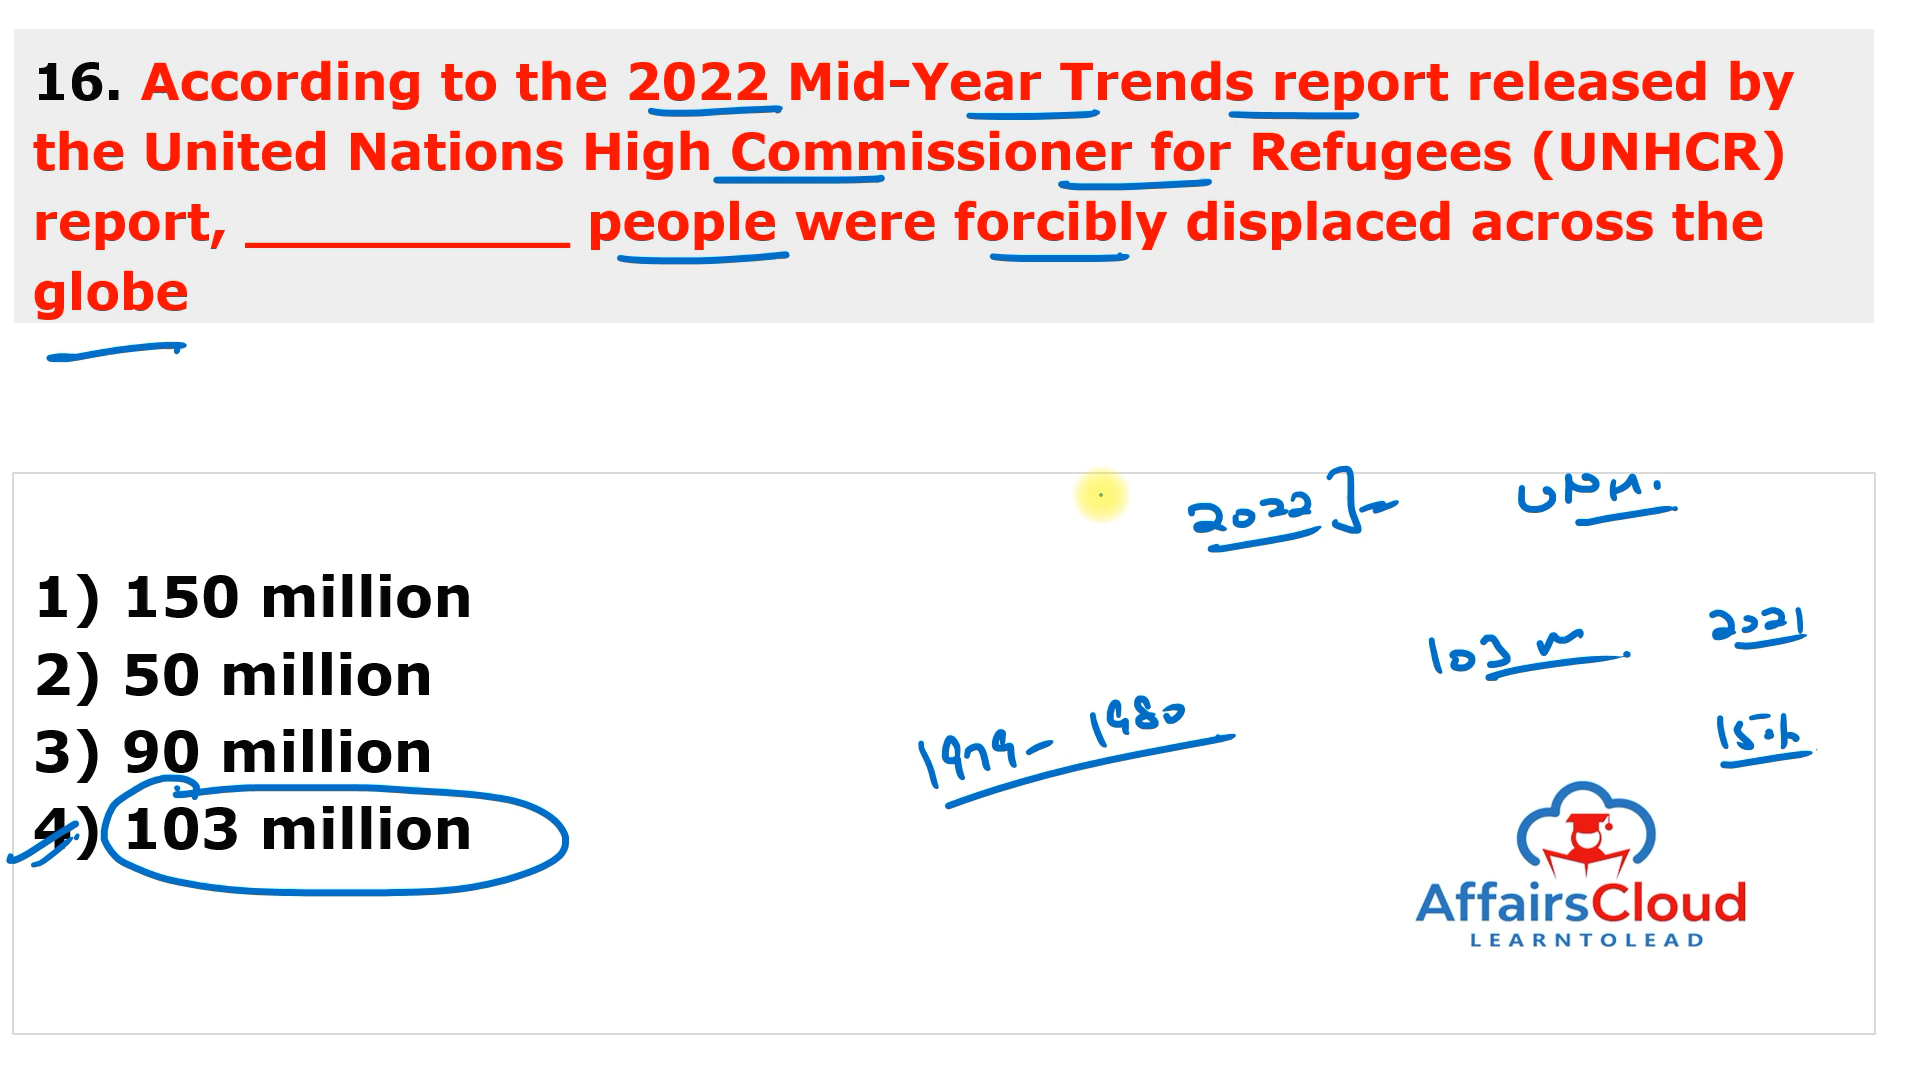 16. According to the 2022 Mid-Year Trends report released by
the United Nations High Commissioner for Refugees (UNHCR)
report, ____________ people were forcibly displaced across the
globe
2022
UNH.
1) 150 million
2) 50 million
3) 90 million
4) 103 million
103 m
2021
1979 - 1980
AffairsCloud
LEARNTOLEAD